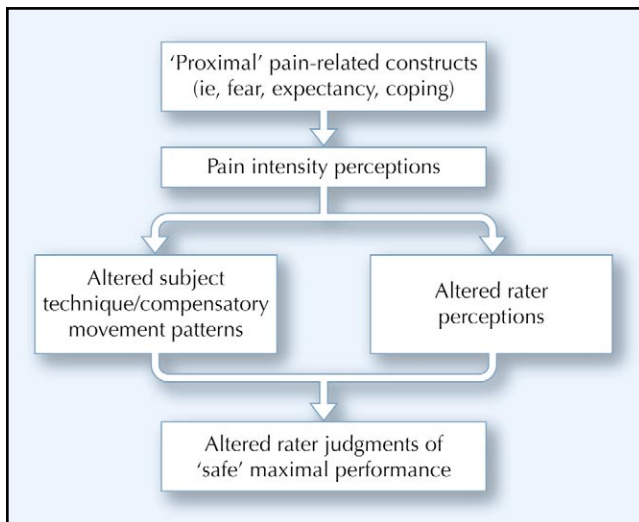 ‘Proximal’ pain-related constructs
(ie, fear, expectancy, coping)
Pain intensity perceptions
Altered subject
technique/compensatory
movement patterns
Altered rater
perceptions
Altered rater judgments of
‘safe’ maximal performance